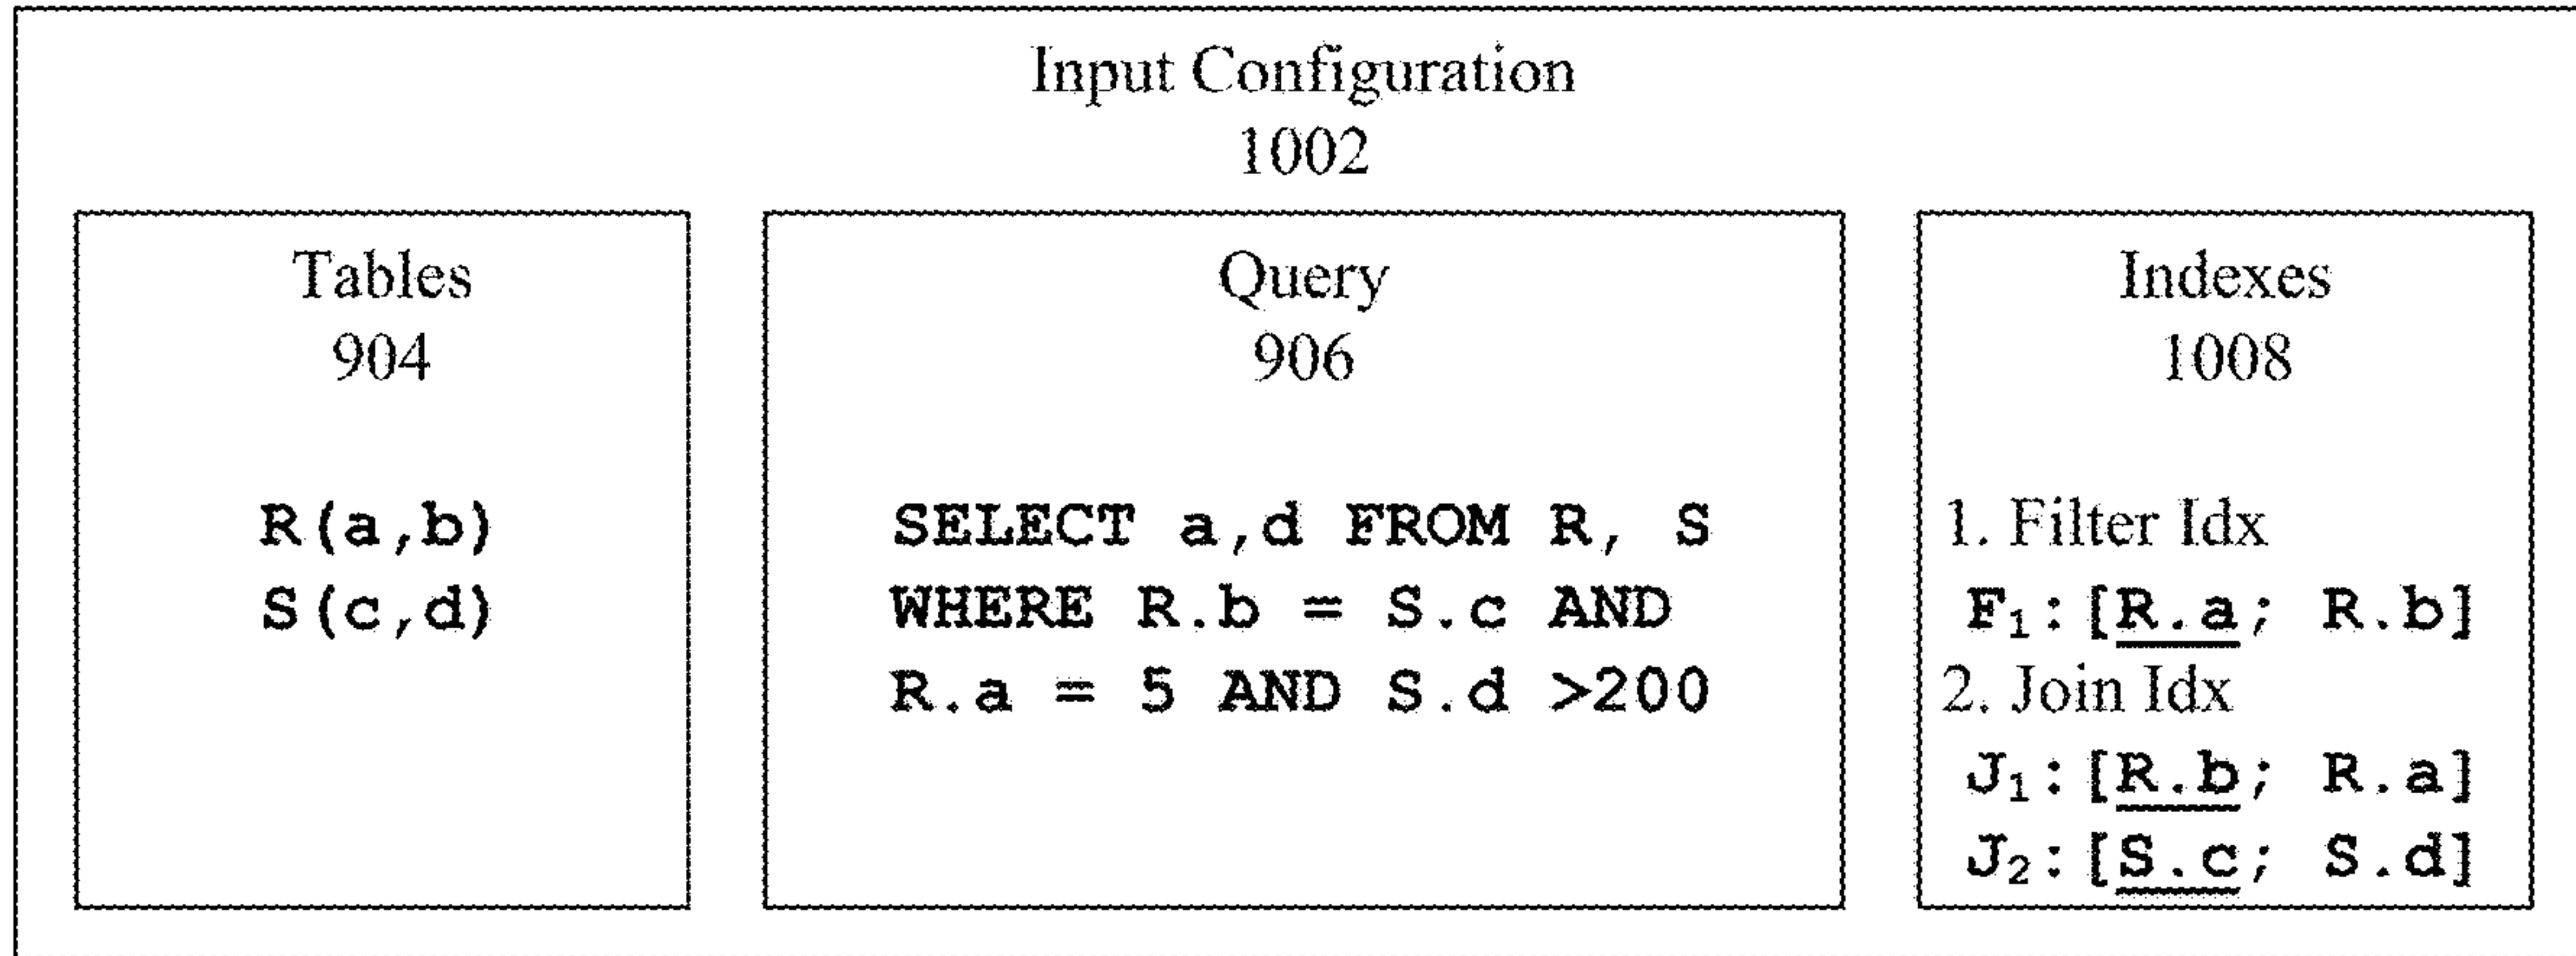 Input Configuration
1002
Tables
904
R(a,b)
S(c,d)
Query
906
SELECT a,d FROM R, S
WHERE R.b = S.c AND
R.a = 5 AND S.d >200
Indexes
1008
1. Filter Idx
F₁:[R.a; R.b]
2. Join Idx
J₁:[R.b; R.a]
J₂:[S.c; S.d]